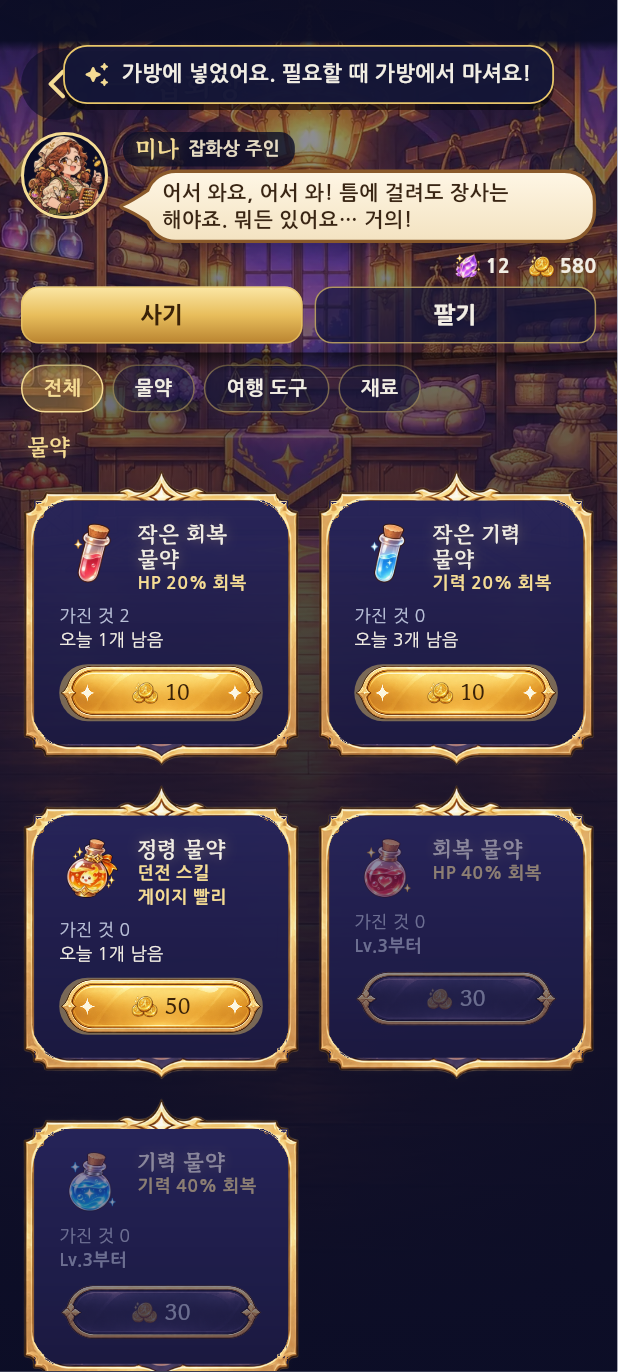 가방에 넣었어요. 필요할 때 가방에서 마셔요!
미나 잡화상 주인
어서 와요, 어서 와! 틈에 걸려도 장사는
해야죠. 뭐든 있어요… 거의!
12 580
사기 팔기
전체 물약 여행 도구 재료
물약
작은 회복
물약
HP 20% 회복
가진 것 2
오늘 1개 남음
10
작은 기력
물약
기력 20% 회복
가진 것 0
오늘 3개 남음
10
정령 물약
던전 스킬
게이지 빨리
가진 것 0
오늘 1개 남음
50
회복 물약
HP 40% 회복
가진 것 0
Lv.3부터
30
기력 물약
기력 40% 회복
가진 것 0
Lv.3부터
30